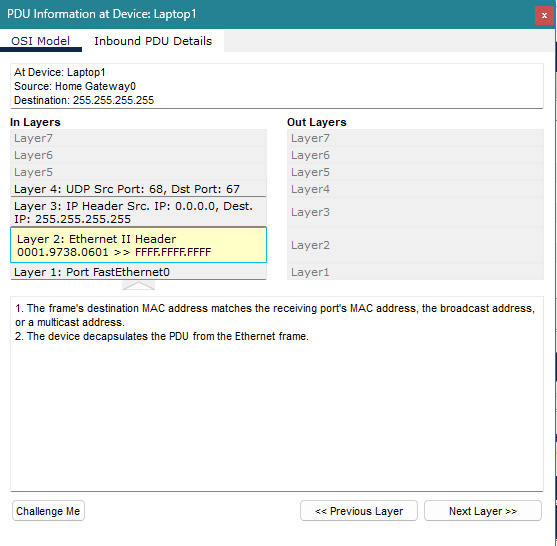 PDU Information at Device: Laptop1
x
OSI Model Inbound PDU Details
At Device: Laptop1
Source: Home Gateway0
Destination: 255.255.255.255
In Layers
Layer7
Layer6
Layer5
Layer 4: UDP Src Port: 68, Dst Port: 67
Layer 3: IP Header Src. IP: 0.0.0.0, Dest.
IP: 255.255.255.255
Layer 2: Ethernet II Header
0001.9738.0601 >> FFFF.FFFF.FFFF
Layer 1: Port FastEthernet0
Out Layers
Layer7
Layer6
Layer5
Layer4
Layer3
Layer2
Layer1
1. The frame's destination MAC address matches the receiving port's MAC address, the broadcast address,
or a multicast address.
2. The device decapsulates the PDU from the Ethernet frame.
Challenge Me
<< Previous Layer
Next Layer >>